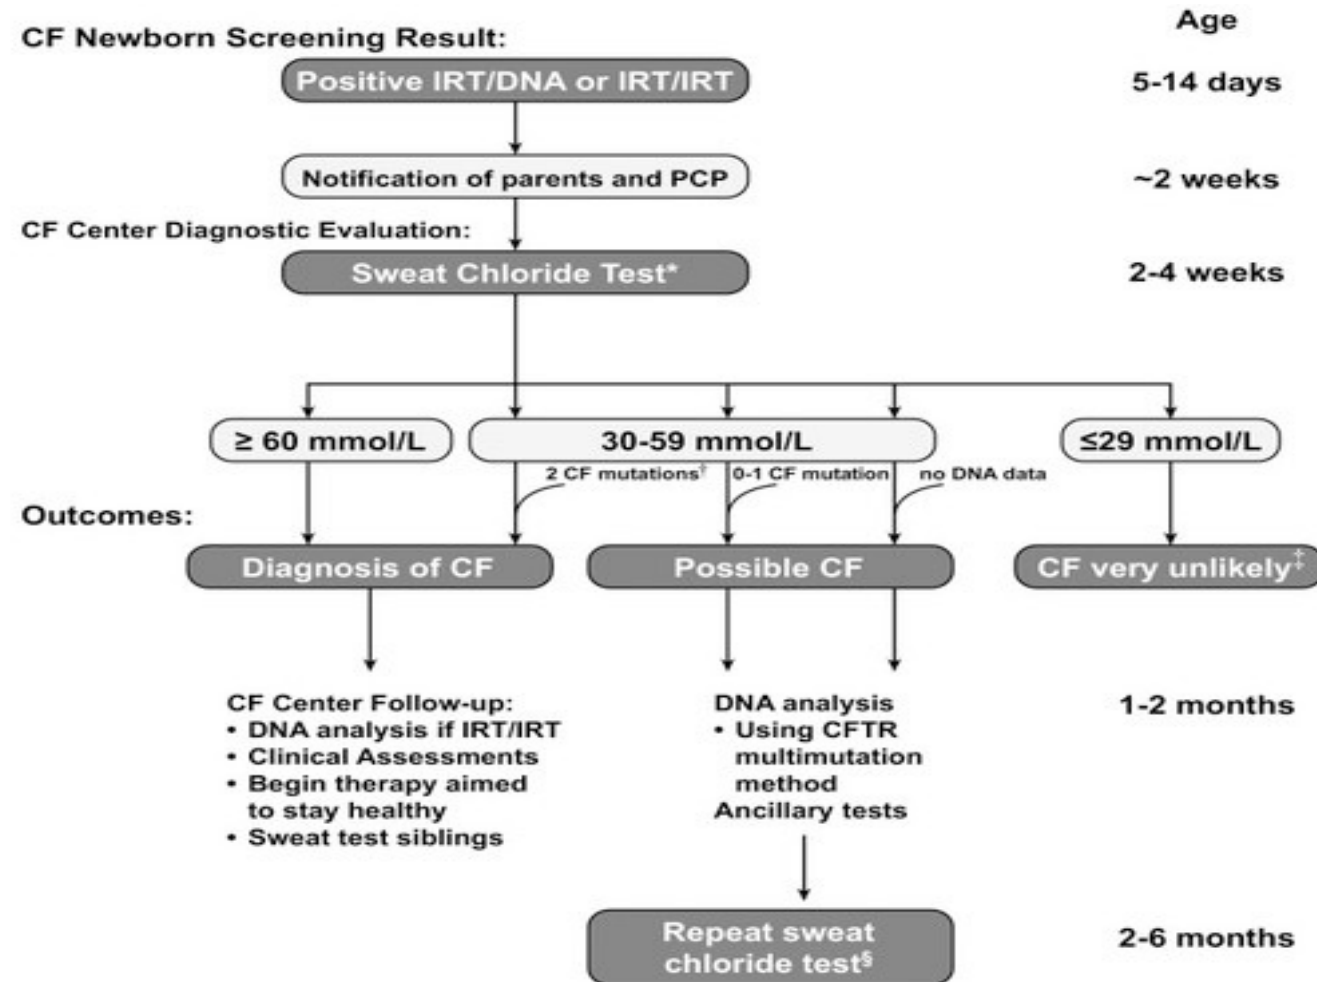 Age
CF Newborn Screening Result:
Positive IRT/DNA or IRT/IRT
5-14 days
Notification of parents and PCP
~2 weeks
CF Center Diagnostic Evaluation:
Sweat Chloride Test*
2-4 weeks
≥ 60 mmol/L
30-59 mmol/L
≤29 mmol/L
2 CF mutations†
0-1 CF mutation
no DNA data
Outcomes:
Diagnosis of CF
Possible CF
CF very unlikely‡
CF Center Follow-up:
• DNA analysis if IRT/IRT
• Clinical Assessments
• Begin therapy aimed
to stay healthy
• Sweat test siblings
DNA analysis
• Using CFTR
multimutation
method
Ancillary tests
1-2 months
Repeat sweat
chloride test§
2-6 months